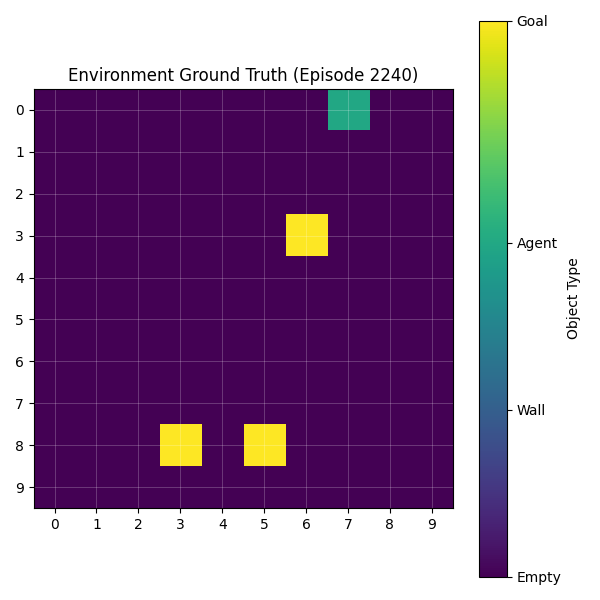 Environment Ground Truth (Episode 2240)
0
1
2
3
4
5
6
7
8
9
0 1 2 3 4 5 6 7 8 9
Goal
Agent
Wall
Empty
Object Type